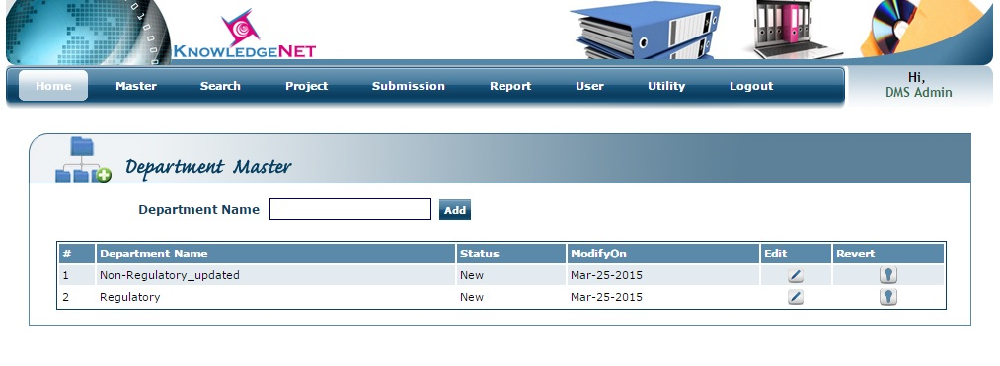 KNOWLEDGENET
Home Master Search Project Submission Report User Utility Logout
Hi,
DMS Admin
Department Master
Department Name Add
# Department Name Status ModifyOn Edit Revert
1 Non-Regulatory_updated New Mar-25-2015
2 Regulatory New Mar-25-2015